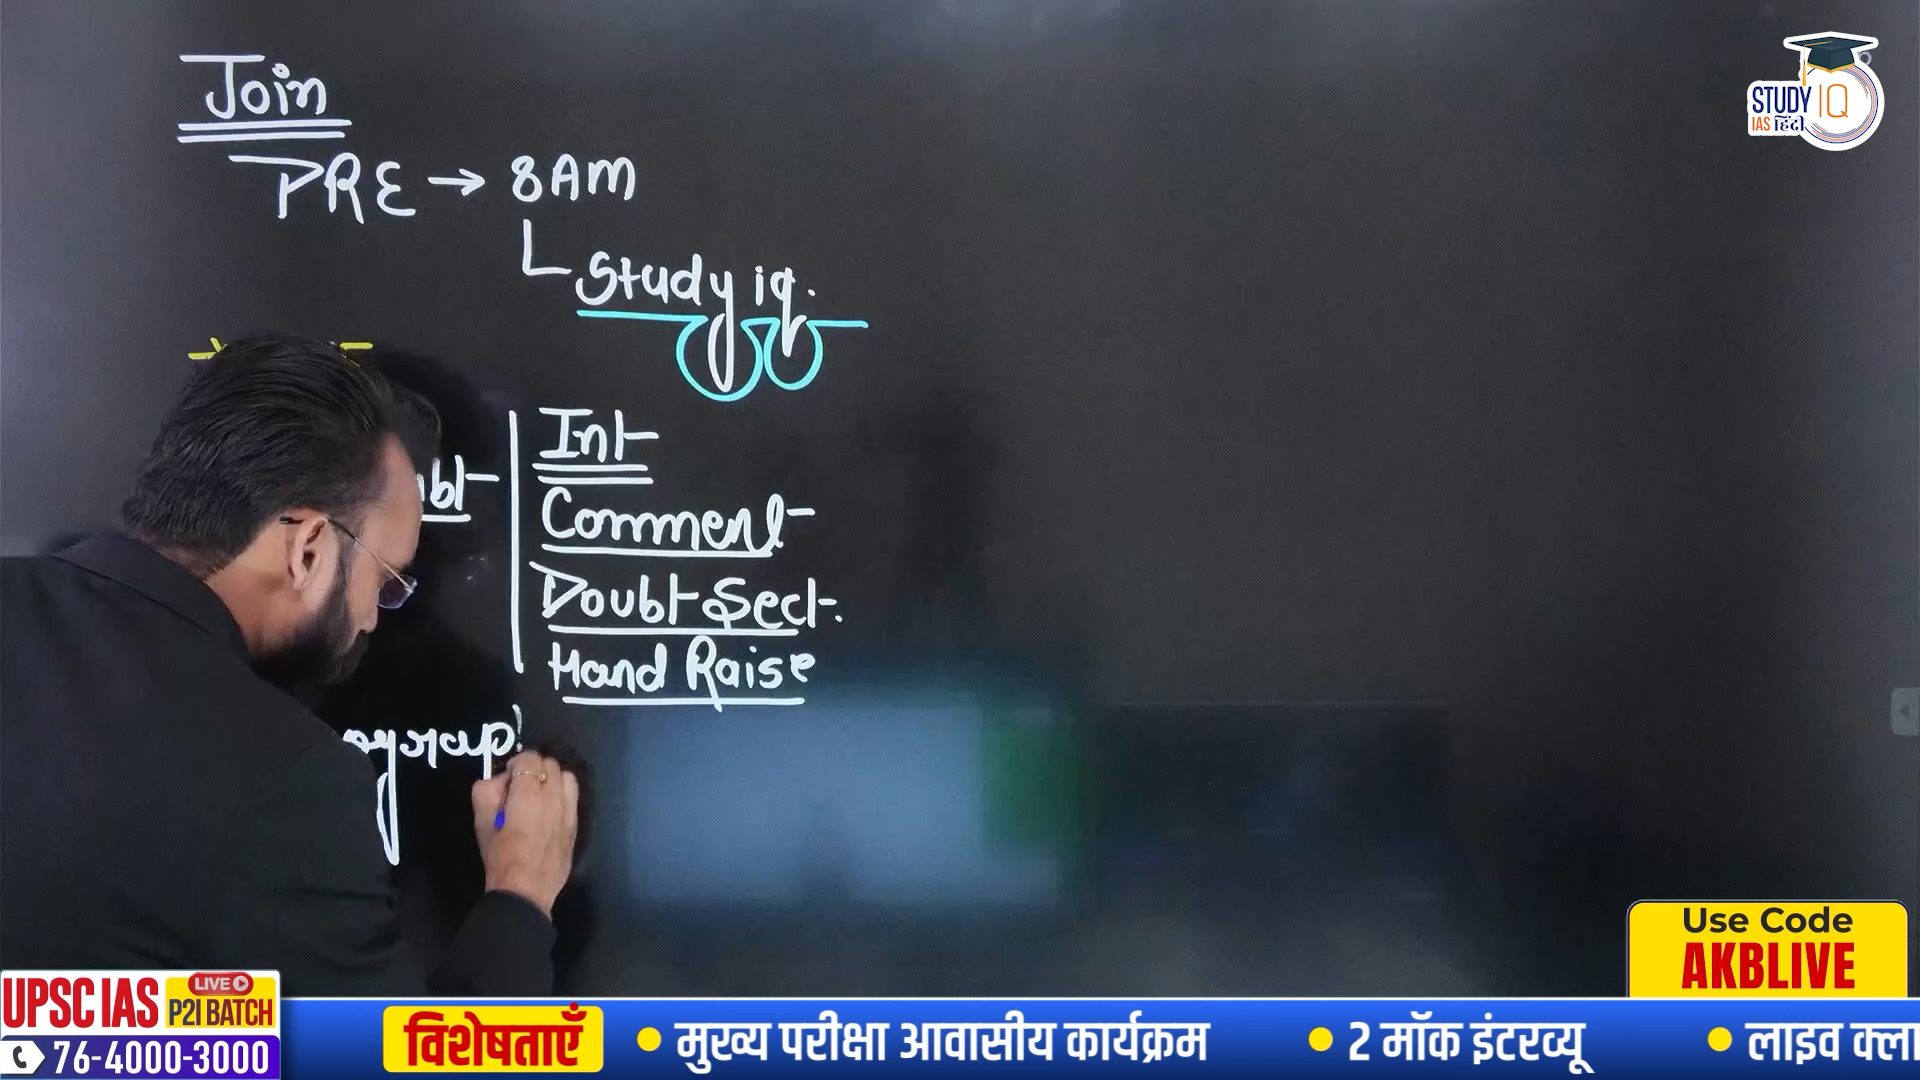 Join
PRE → 8AM
Study iq.
Int
Comment
Doubt Sect.
Hand Raise
STUDY IQ
IAS हिंदी
Use Code
AKBLIVE
UPSC IAS LIVE P2I BATCH
76-4000-3000
विशेषताएँ • मुख्य परीक्षा आवासीय कार्यक्रम • 2 मॉक इंटरव्यू • लाइव क्ला